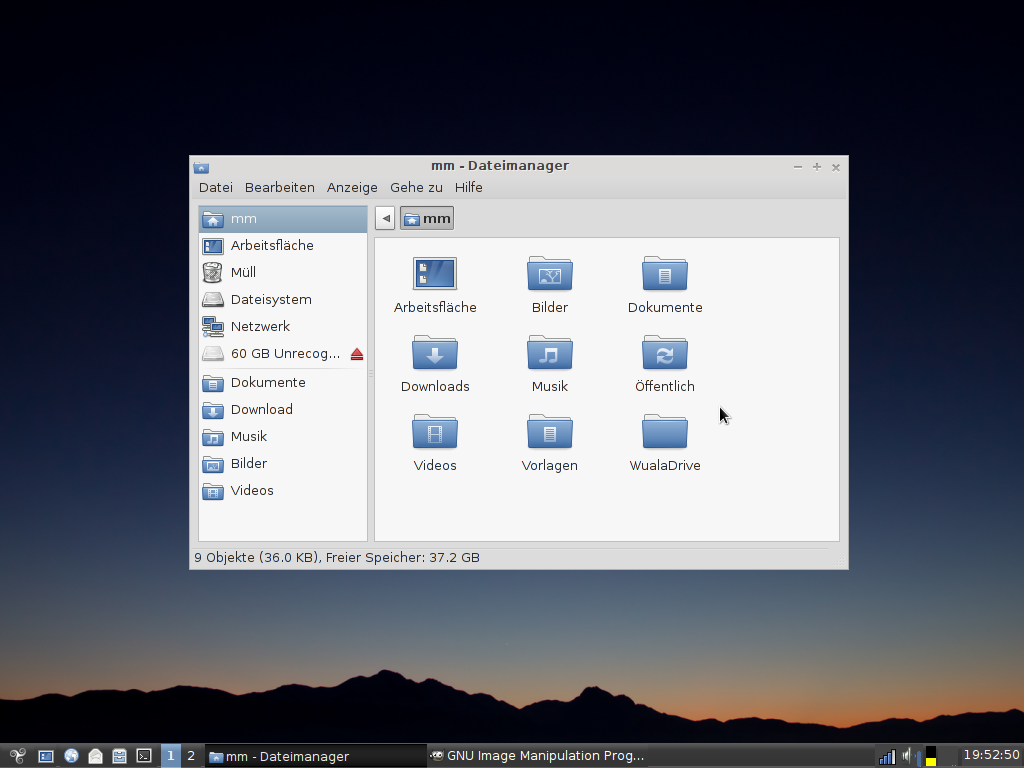 mm - Dateimanager
Datei Bearbeiten Anzeige Gehe zu Hilfe
mm
Arbeitsfläche
Müll
Dateisystem
Netzwerk
60 GB Unrecog...
Dokumente
Download
Musik
Bilder
Videos
mm
Arbeitsfläche Bilder Dokumente
Downloads Musik Öffentlich
Videos Vorlagen WualaDrive
9 Objekte (36.0 KB), Freier Speicher: 37.2 GB
1 2 mm - Dateimanager GNU Image Manipulation Prog... 19:52:50